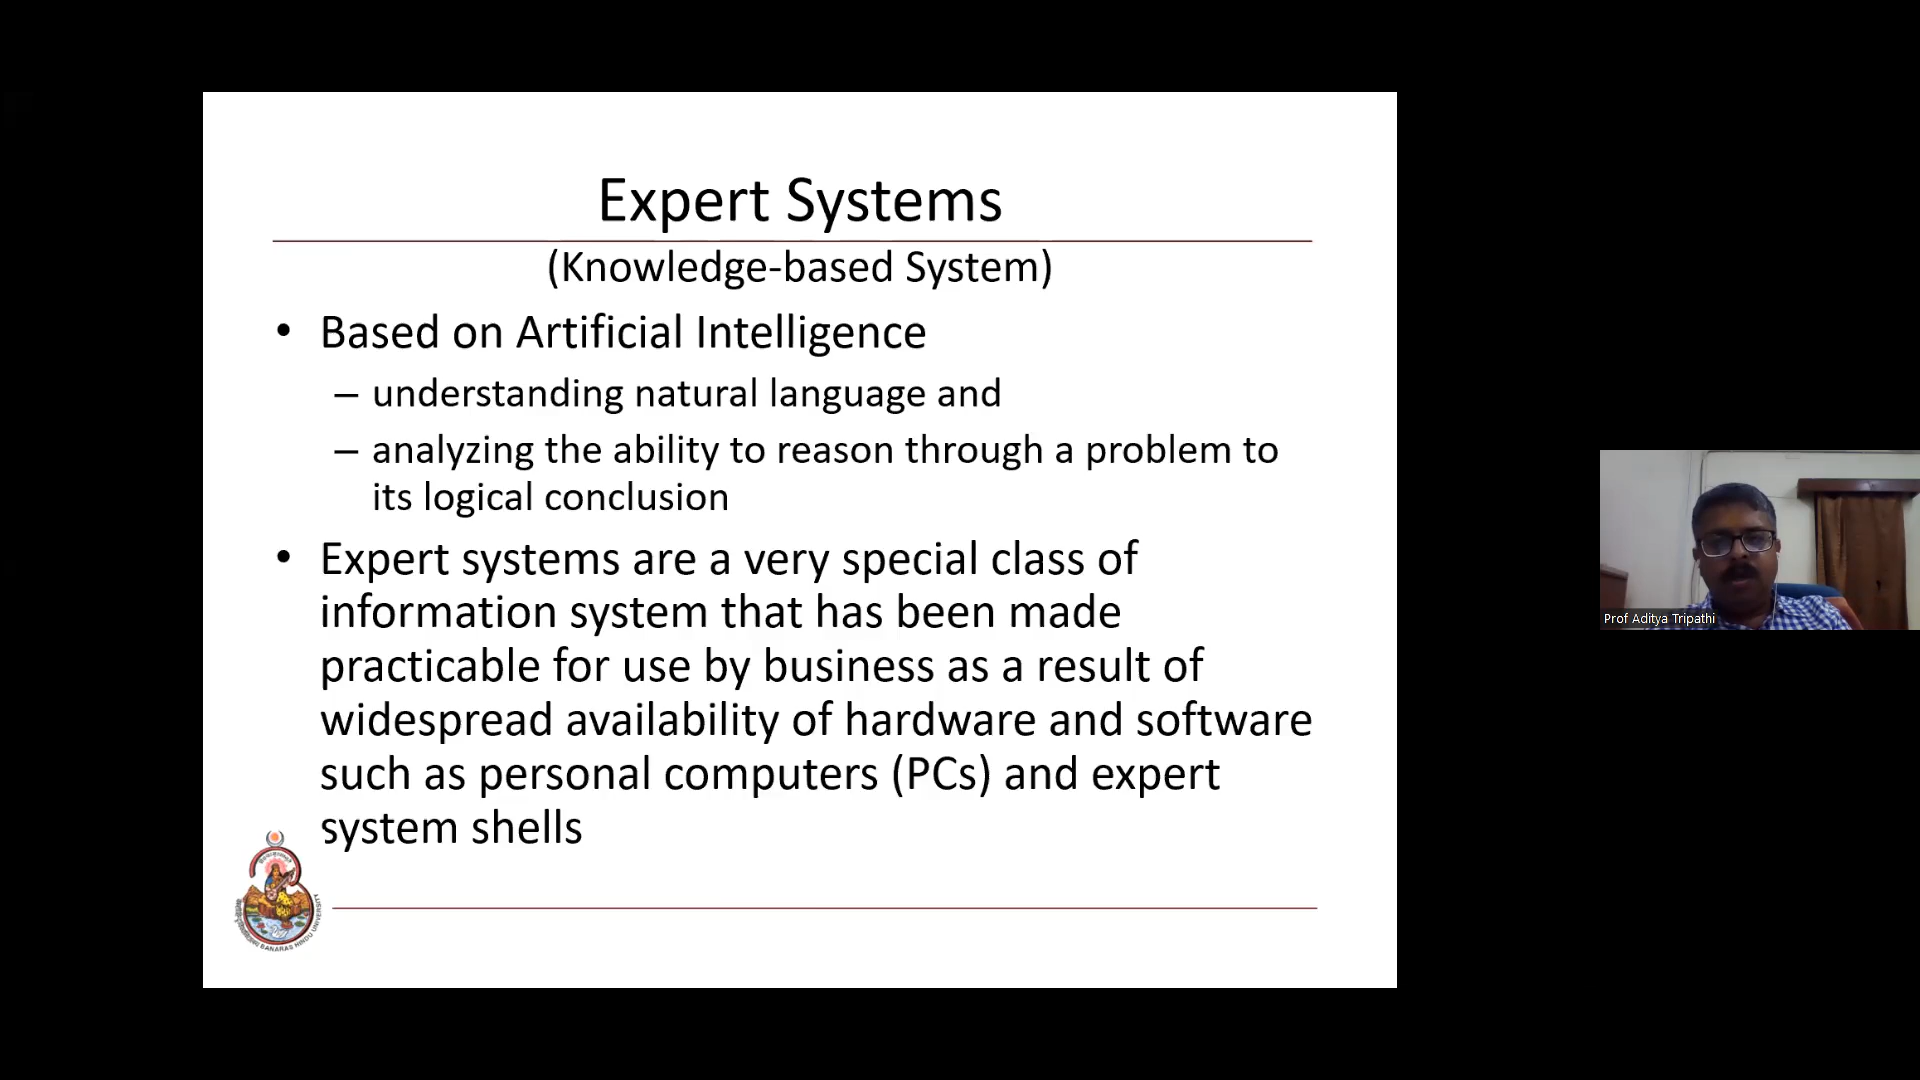 Expert Systems
(Knowledge-based System)
• Based on Artificial Intelligence
– understanding natural language and
– analyzing the ability to reason through a problem to
its logical conclusion
• Expert systems are a very special class of
information system that has been made
practicable for use by business as a result of
widespread availability of hardware and software
such as personal computers (PCs) and expert
system shells
BANARAS HINDU UNIVERSITY
Prof Aditya Tripathi